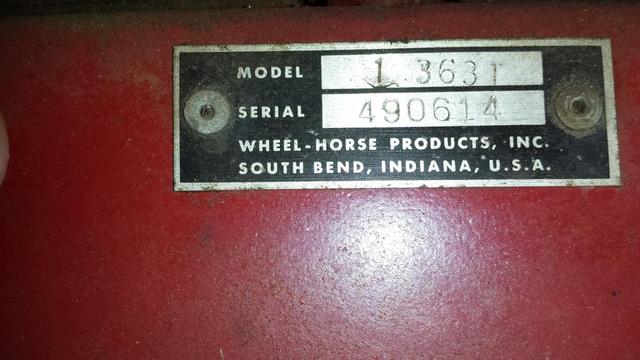 MODEL 1 3631
SERIAL 490614
WHEEL-HORSE PRODUCTS, INC.
SOUTH BEND, INDIANA, U.S.A.